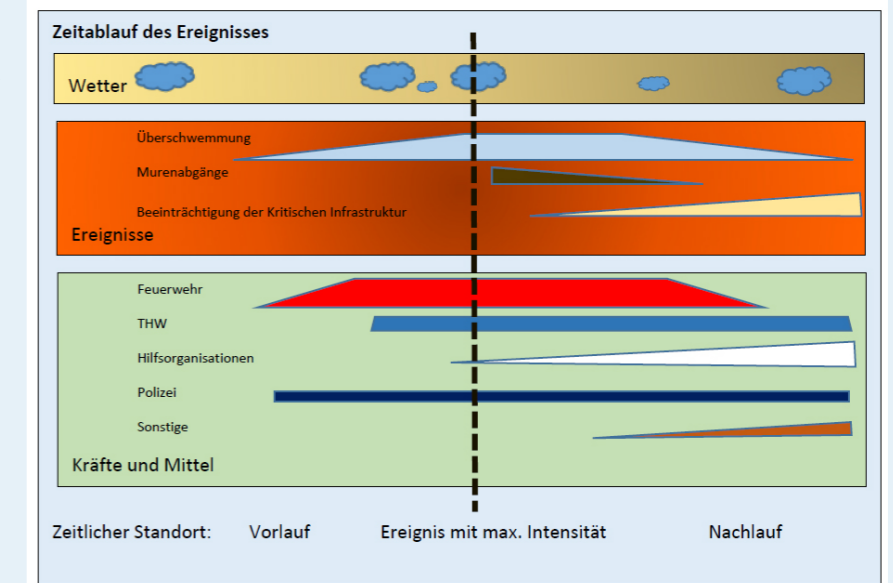 Zeitablauf des Ereignisses
Wetter
Überschwemmung
Murenabgänge
Beeinträchtigung der Kritischen Infrastruktur
Ereignisse
Feuerwehr
THW
Hilfsorganisationen
Polizei
Sonstige
Kräfte und Mittel
Zeitlicher Standort: Vorlauf Ereignis mit max. Intensität Nachlauf